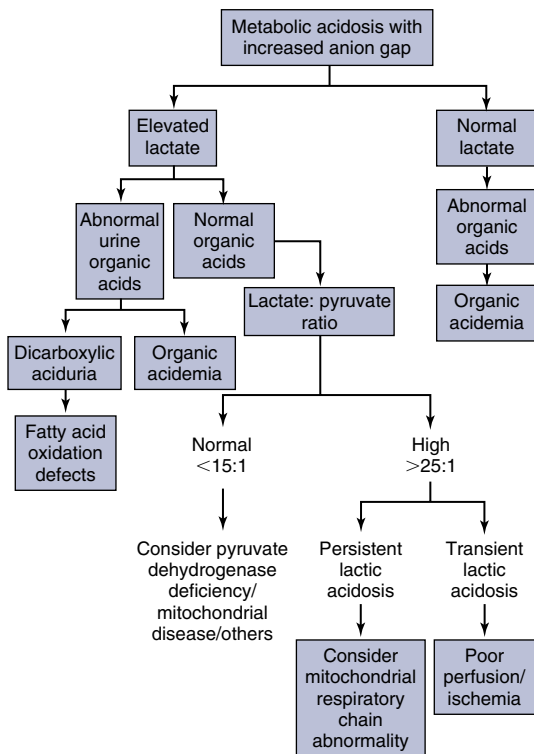 Metabolic acidosis with
increased anion gap
Elevated
lactate
Normal
lactate
Abnormal
urine
organic
acids
Normal
organic
acids
Abnormal
organic
acids
Lactate: pyruvate
ratio
Organic
acidemia
Dicarboxylic
aciduria
Organic
acidemia
Fatty acid
oxidation
defects
Normal
<15:1
High
>25:1
Consider pyruvate
dehydrogenase
deficiency/
mitochondrial
disease/others
Persistent
lactic
acidosis
Transient
lactic
acidosis
Consider
mitochondrial
respiratory
chain
abnormality
Poor
perfusion/
ischemia